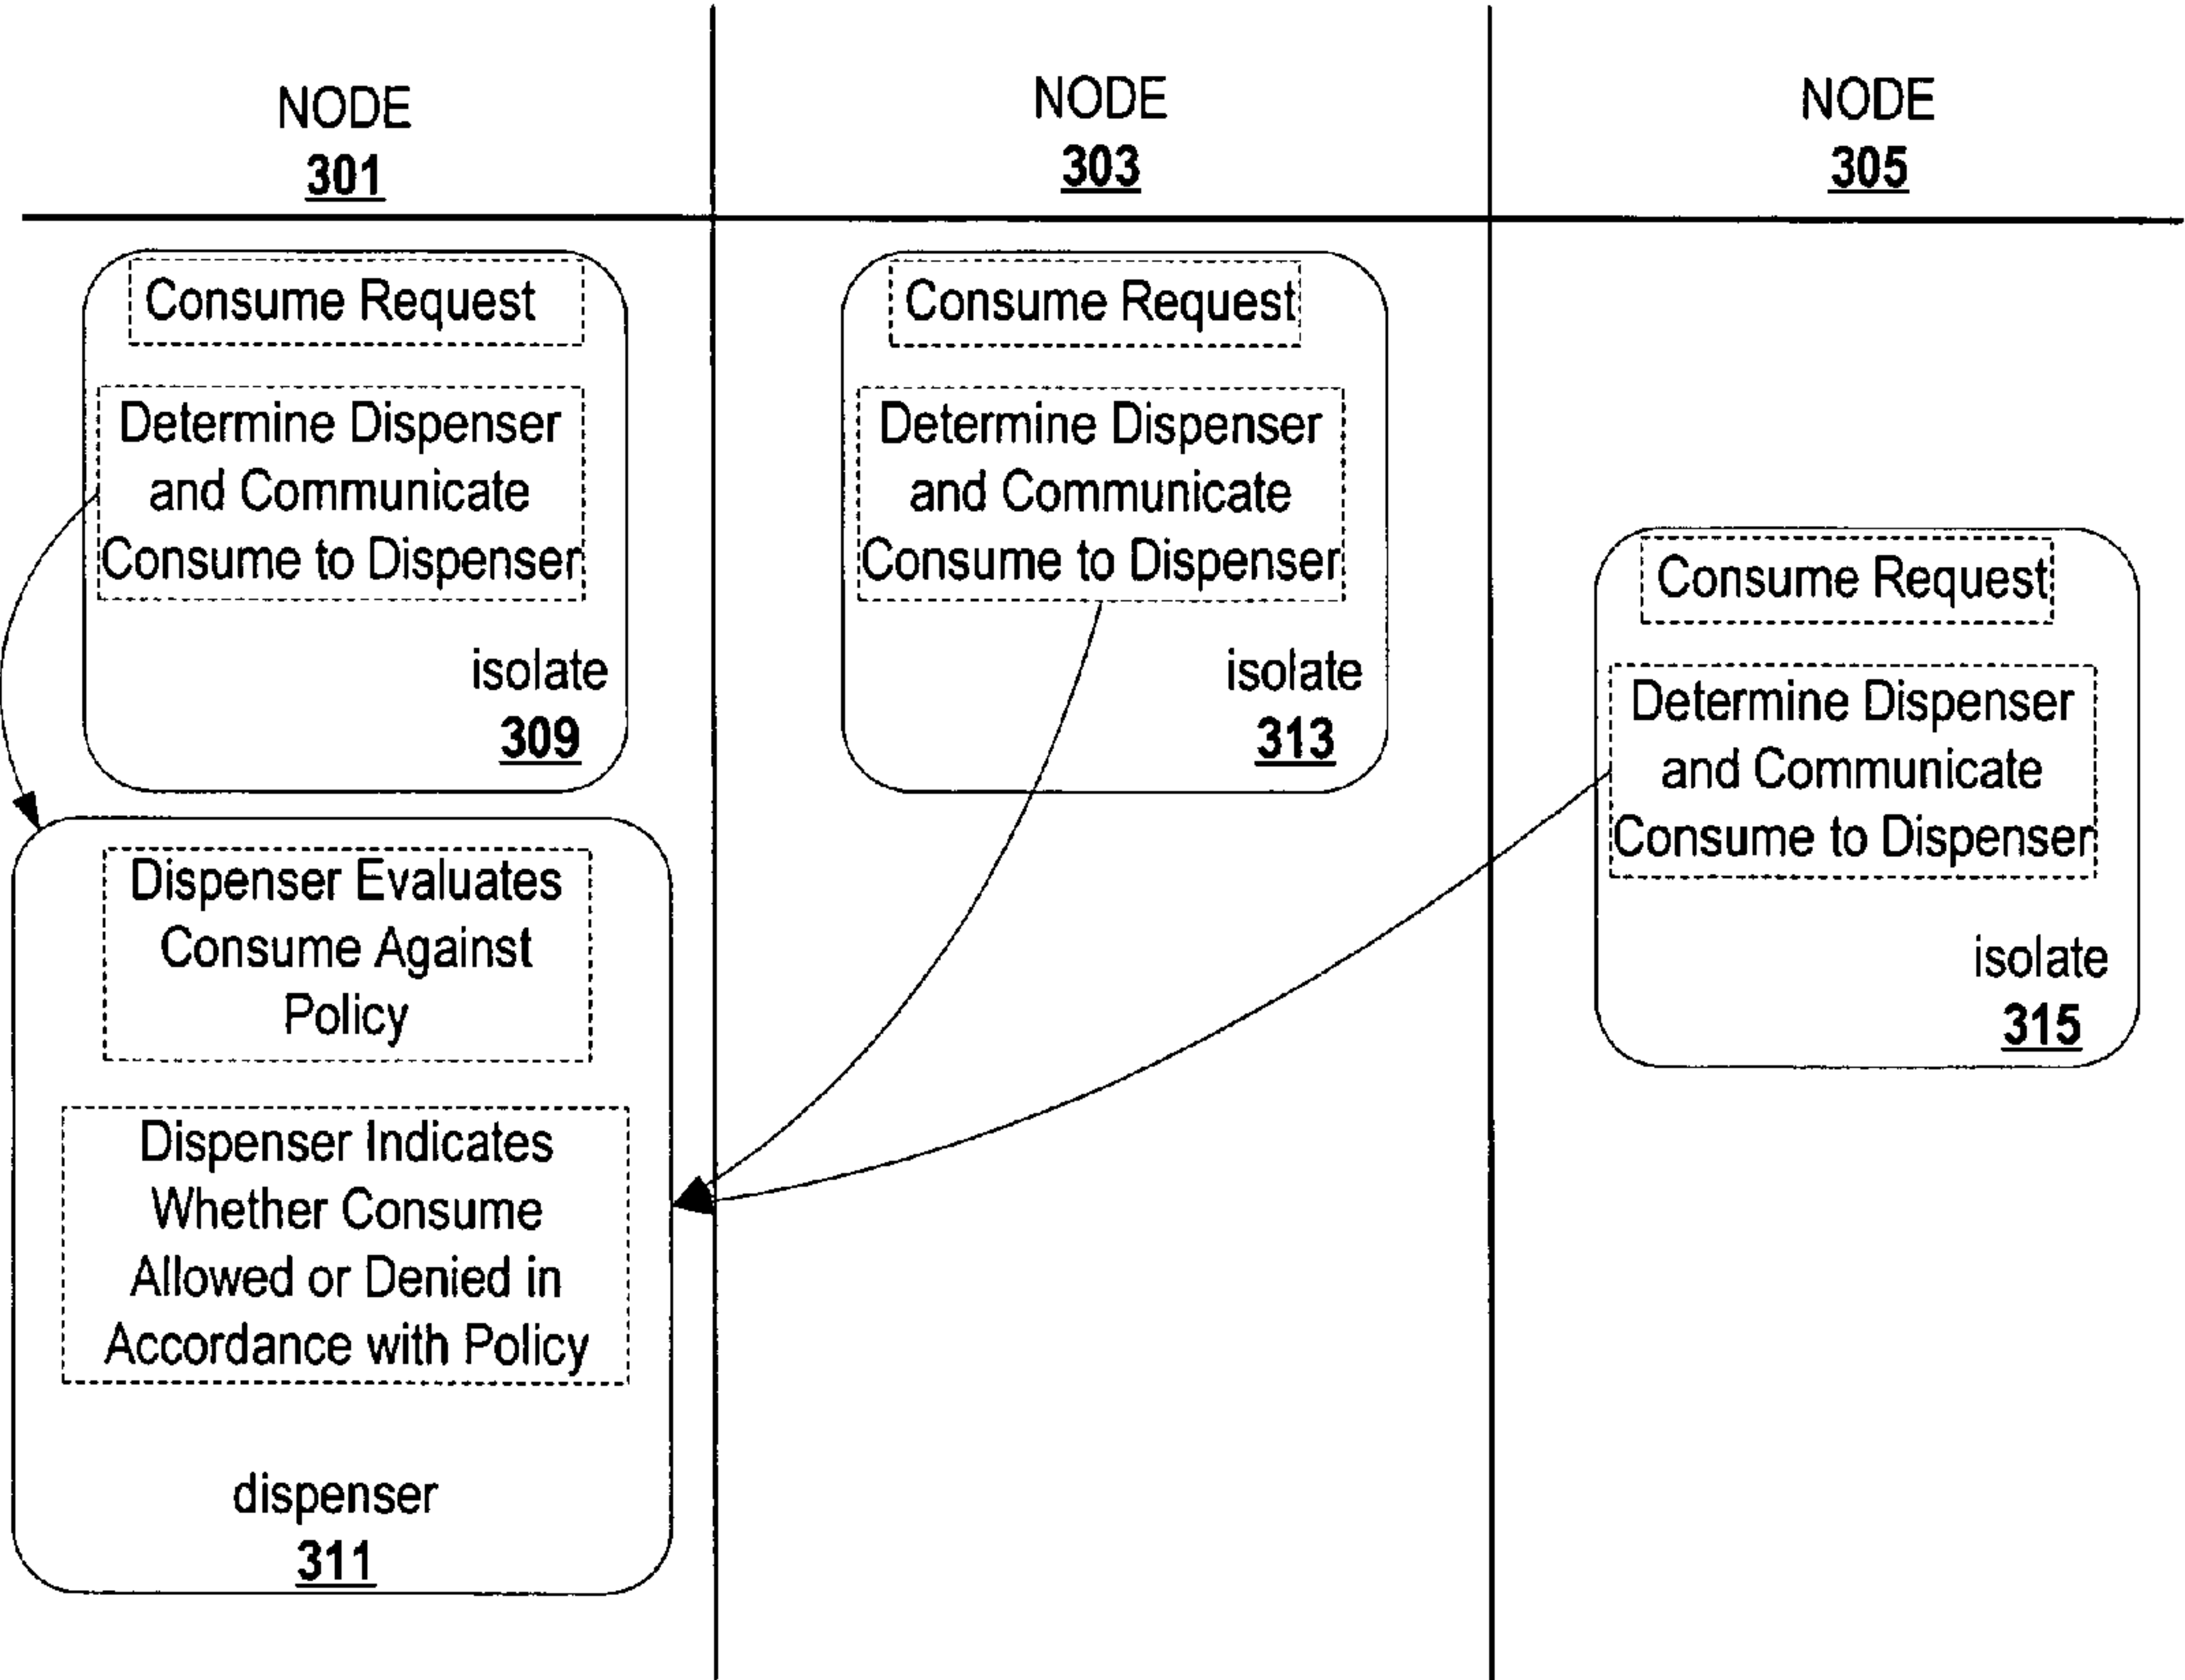 NODE
301
NODE
303
NODE
305
Consume Request
Determine Dispenser
and Communicate
Consume to Dispenser
isolate
309
Consume Request
Determine Dispenser
and Communicate
Consume to Dispenser
isolate
313
Consume Request
Determine Dispenser
and Communicate
Consume to Dispenser
isolate
315
Dispenser Evaluates
Consume Against
Policy
Dispenser Indicates
Whether Consume
Allowed or Denied in
Accordance with Policy
dispenser
311